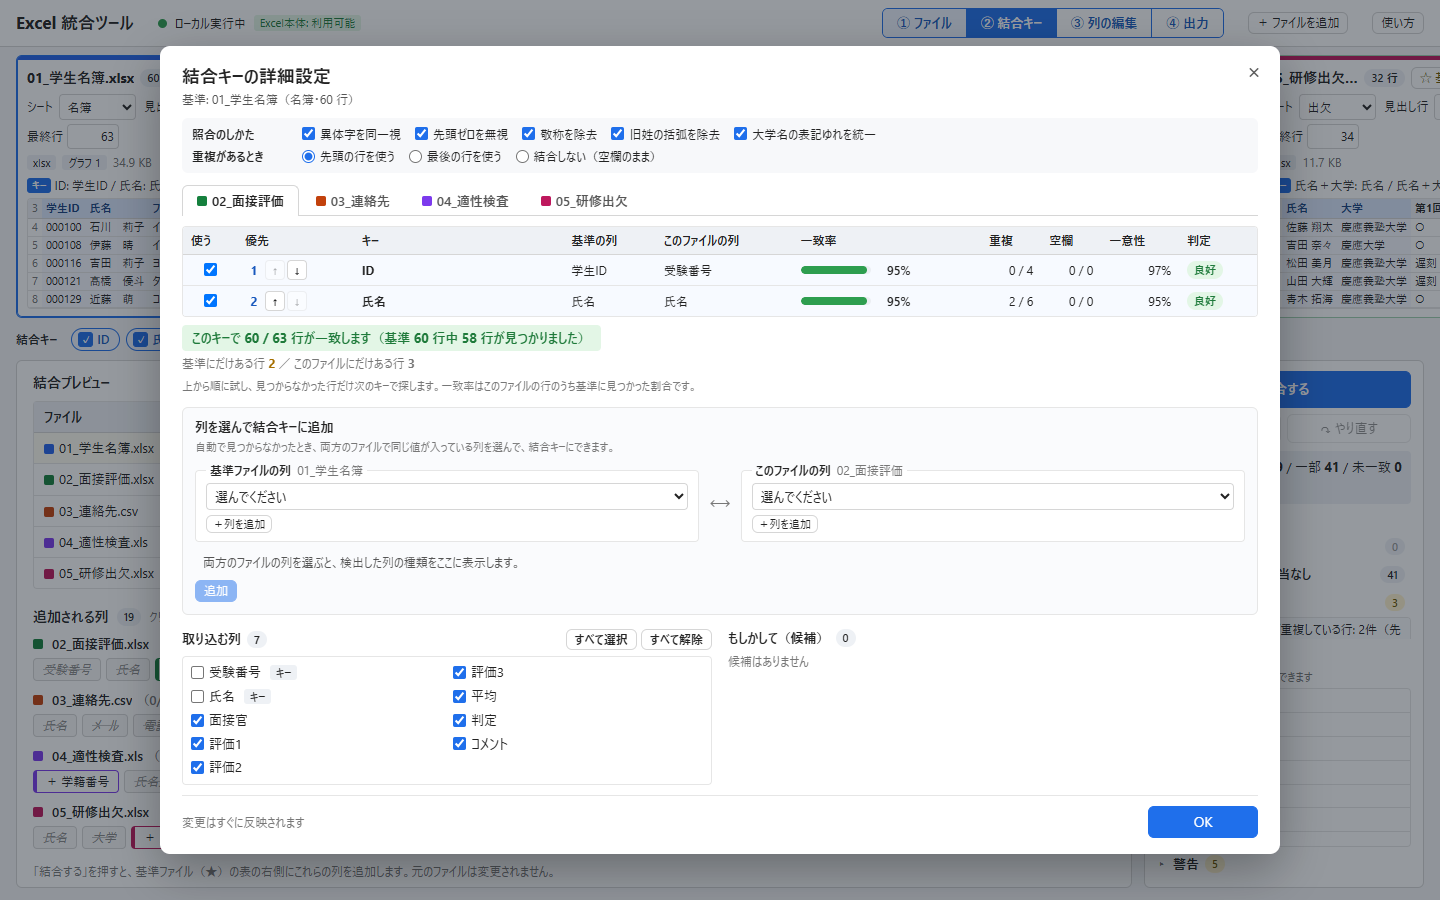 Excel 統合ツール
ローカル実行中
Excel本体: 利用可能
① ファイル
② 結合キー
③ 列の編集
④ 出力
＋ ファイルを追加
使い方
01_学生名簿.xlsx
60
シート 名簿
最終行 63
xlsx グラフ 1 34.9 KB
キー ID: 学生ID / 氏名:
3 学生ID 氏名
4 000100 石川 莉子
5 000108 伊藤 晴
6 000116 吉田 莉子
7 000121 高橋 優斗
8 000129 近藤 萌
結合キー ID
結合プレビュー
ファイル
01_学生名簿.xlsx
02_面接評価.xlsx
03_連絡先.csv
04_適性検査.xls
05_研修出欠.xlsx
追加される列 19
02_面接評価.xlsx
受験番号 氏名
03_連絡先.csv
氏名 メール
04_適性検査.xls
＋ 学籍番号
05_研修出欠.xlsx
氏名 大学 ＋
「結合する」を押すと、基準ファイル（★）の表の右側にこれらの列を追加します。元のファイルは変更されません。
結合キーの詳細設定
×
基準: 01_学生名簿（名簿・60 行）
照合のしかた 異体字を同一視 先頭ゼロを無視 敬称を除去 旧姓の括弧を除去 大学名の表記ゆれを統一
重複があるとき 先頭の行を使う 最後の行を使う 結合しない（空欄のまま）
02_面接評価 03_連絡先 04_適性検査 05_研修出欠
使う 優先 キー 基準の列 このファイルの列 一致率 重複 空欄 一意性 判定
1 ↑ ↓ ID 学生ID 受験番号 95% 0 / 4 0 / 0 97% 良好
2 ↑ ↓ 氏名 氏名 氏名 95% 2 / 6 0 / 0 95% 良好
このキーで 60 / 63 行が一致します（基準 60 行中 58 行が見つかりました）
基準にだけある行 2 ／ このファイルにだけある行 3
上から順に試し、見つからなかった行だけ次のキーで探します。一致率はこのファイルの行のうち基準に見つかった割合です。
列を選んで結合キーに追加
自動で見つからなかったとき、両方のファイルで同じ値が入っている列を選んで、結合キーにできます。
基準ファイルの列 01_学生名簿
選んでください
＋列を追加
↔
このファイルの列 02_面接評価
選んでください
＋列を追加
両方のファイルの列を選ぶと、検出した列の種類をここに表示します。
追加
取り込む列 7
すべて選択 すべて解除
受験番号 キー
氏名 キー
面接官
評価1
評価2
評価3
平均
判定
コメント
もしかして（候補） 0
候補はありません
変更はすぐに反映されます
OK
_研修出欠... 32 行
出欠 見出し行
34
11.7 KB
氏名＋大学: 氏名 /
氏名 大学
佐藤 翔太 慶應義塾大学 ○
吉田 奈々 慶應大学 ○
松田 美月 慶應義塾大学 遅刻
山田 大輝 慶應義塾大学 遅刻
青木 拓海 慶應義塾大学 ○
する
やり直す
/ 一部 41 / 未一致 0
0
当なし 41
3
重複している行: 2件（先
できます
警告 5